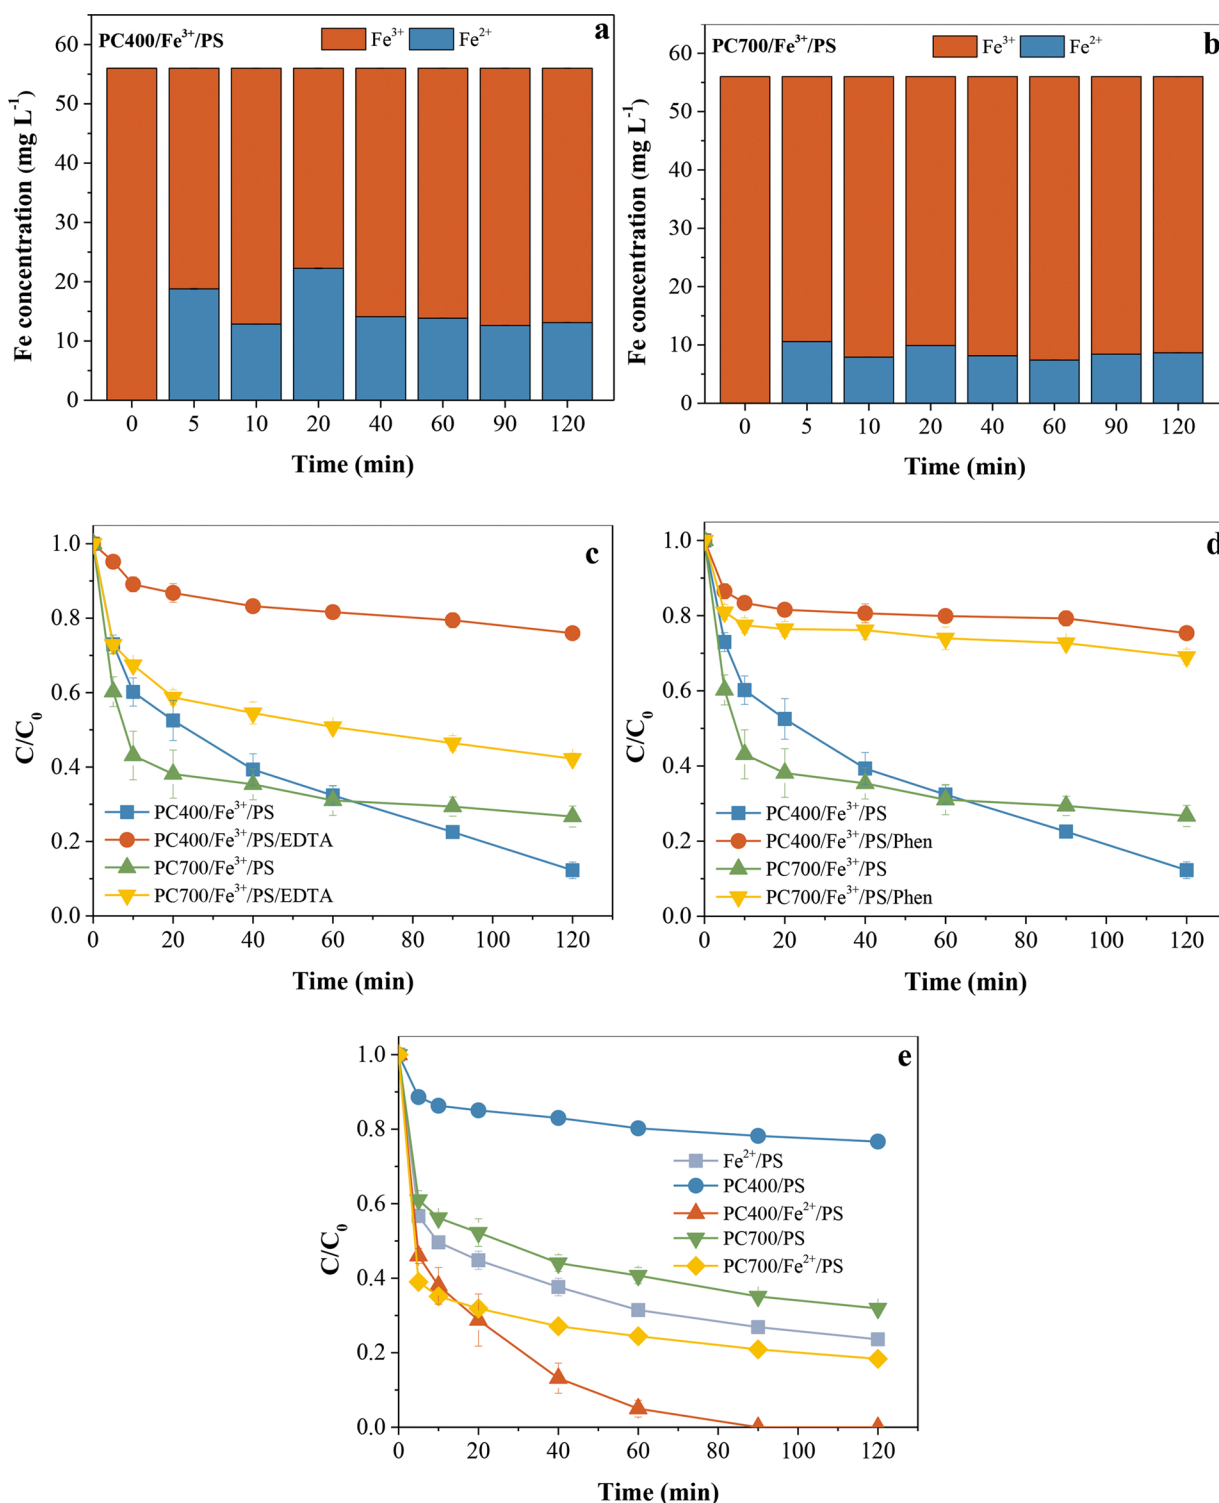 PC400/Fe³⁺/PS
Fe³⁺
Fe²⁺
a
60
50
40
30
20
10
0
Fe concentration (mg L⁻¹)
0 5 10 20 40 60 90 120
Time (min)
PC700/Fe³⁺/PS
Fe³⁺
Fe²⁺
b
60
50
40
30
20
10
0
Fe concentration (mg L⁻¹)
0 5 10 20 40 60 90 120
Time (min)
c
1.0
0.8
0.6
0.4
0.2
0.0
C/C₀
PC400/Fe³⁺/PS
PC400/Fe³⁺/PS/EDTA
PC700/Fe³⁺/PS
PC700/Fe³⁺/PS/EDTA
0 20 40 60 80 100 120
Time (min)
d
1.0
0.8
0.6
0.4
0.2
0.0
C/C₀
PC400/Fe³⁺/PS
PC400/Fe³⁺/PS/Phen
PC700/Fe³⁺/PS
PC700/Fe³⁺/PS/Phen
0 20 40 60 80 100 120
Time (min)
e
1.0
0.8
0.6
0.4
0.2
0.0
C/C₀
Fe²⁺/PS
PC400/PS
PC400/Fe²⁺/PS
PC700/PS
PC700/Fe²⁺/PS
0 20 40 60 80 100 120
Time (min)